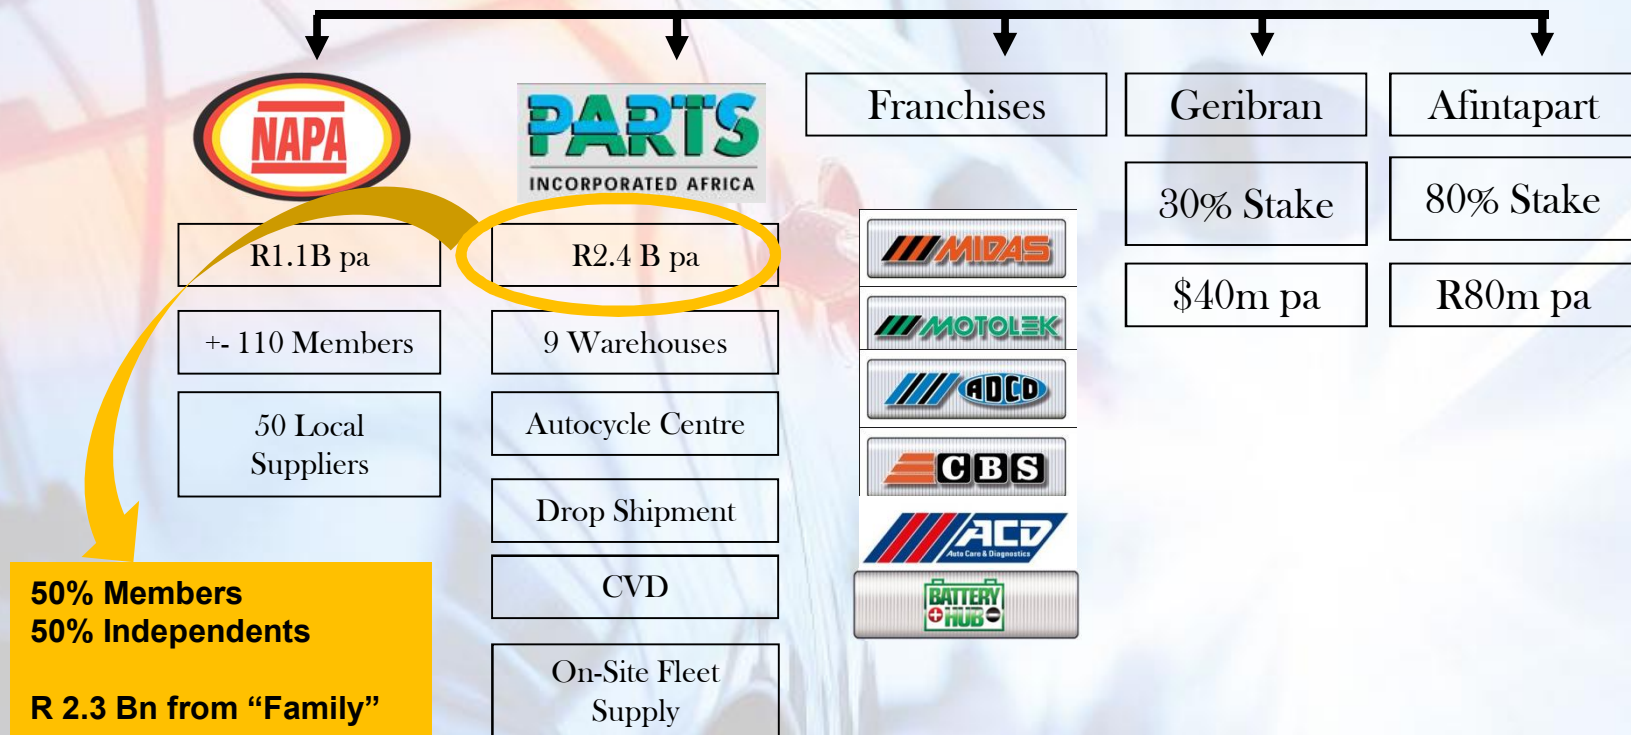 NAPA
PARTS
INCORPORATED AFRICA
Franchises
Geribran
Afintapart
R1.1B pa
+- 110 Members
50 Local
Suppliers
R2.4 B pa
9 Warehouses
Autocycle Centre
Drop Shipment
CVD
On-Site Fleet
Supply
MIDAS
MOTOLEK
ADCO
CBS
ACD
Auto Care & Diagnostics
BATTERY
HUB
30% Stake
$40m pa
80% Stake
R80m pa
50% Members
50% Independents
R 2.3 Bn from “Family”